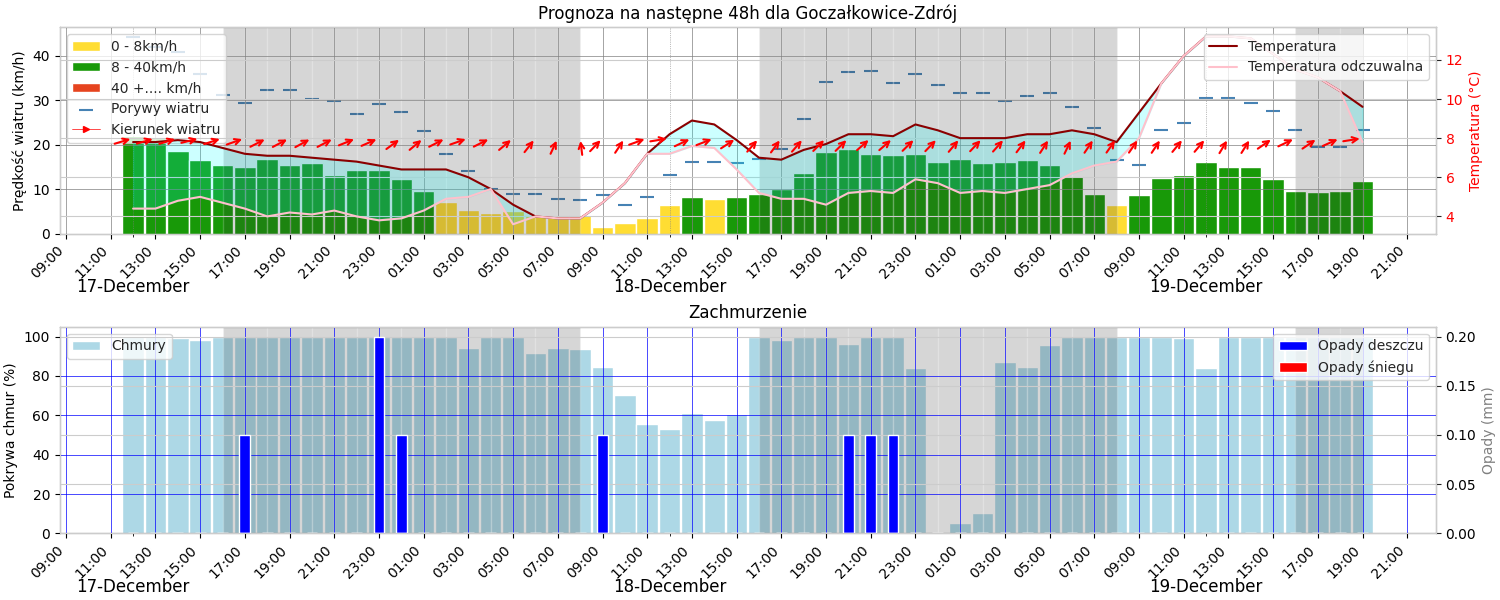 Prognoza na następne 48h dla Goczałkowice-Zdrój
Prędkość wiatru (km/h)
40
30
20
10
0
0 - 8km/h
8 - 40km/h
40 +.... km/h
Porywy wiatru
Kierunek wiatru
Temperatura
Temperatura odczuwalna
12
10
8
6
4
Temperatura (°C)
09:00 11:00 13:00 15:00 17:00 19:00 21:00 23:00 01:00 03:00 05:00 07:00 09:00 11:00 13:00 15:00 17:00 19:00 21:00 23:00 01:00 03:00 05:00 07:00 09:00 11:00 13:00 15:00 17:00 19:00 21:00
17-December 18-December 19-December
Zachmurzenie
Pokrywa chmur (%)
100
80
60
40
20
0
Chmury
Opady deszczu
Opady śniegu
0.20
0.15
0.10
0.05
0.00
Opady (mm)
09:00 11:00 13:00 15:00 17:00 19:00 21:00 23:00 01:00 03:00 05:00 07:00 09:00 11:00 13:00 15:00 17:00 19:00 21:00 23:00 01:00 03:00 05:00 07:00 09:00 11:00 13:00 15:00 17:00 19:00 21:00
17-December 18-December 19-December